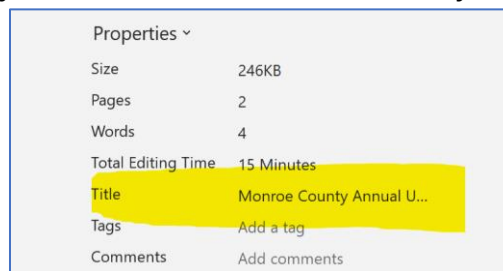 Properties
Size 246KB
Pages 2
Words 4
Total Editing Time 15 Minutes
Title Monroe County Annual U...
Tags Add a tag
Comments Add comments